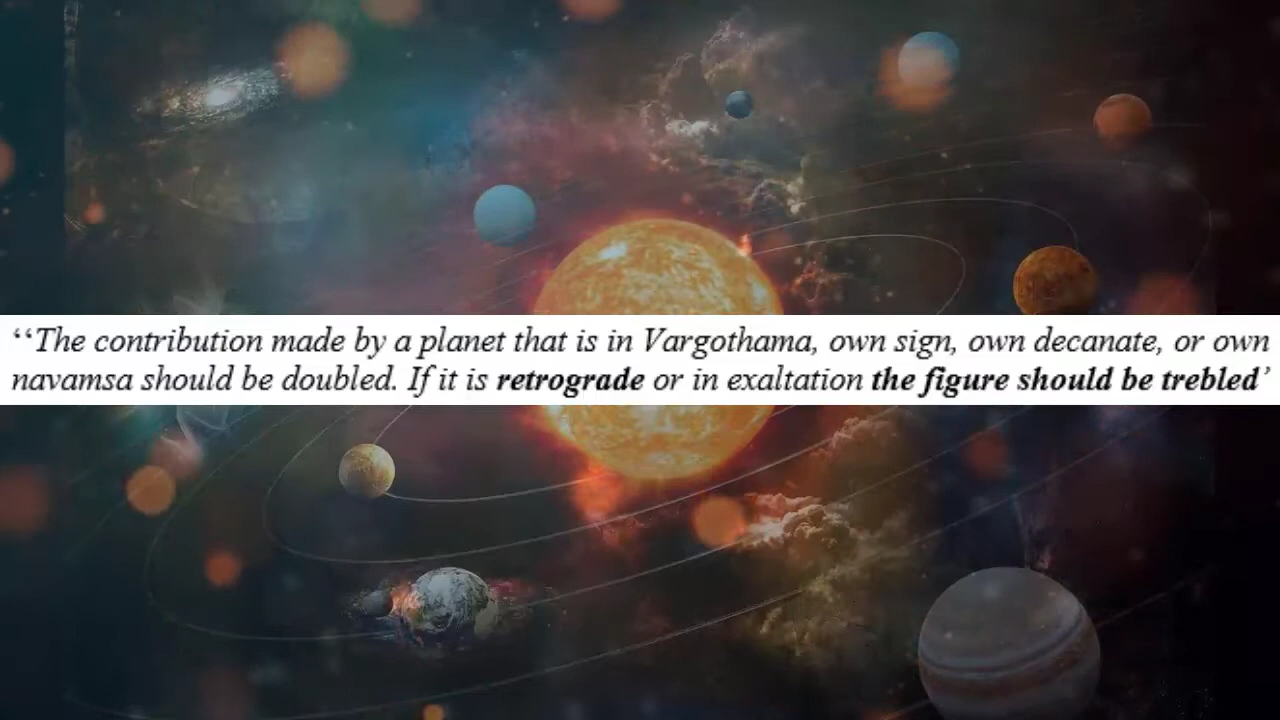 ‘‘The contribution made by a planet that is in Vargothama, own sign, own decanate, or own
navamsa should be doubled. If it is retrograde or in exaltation the figure should be trebled’